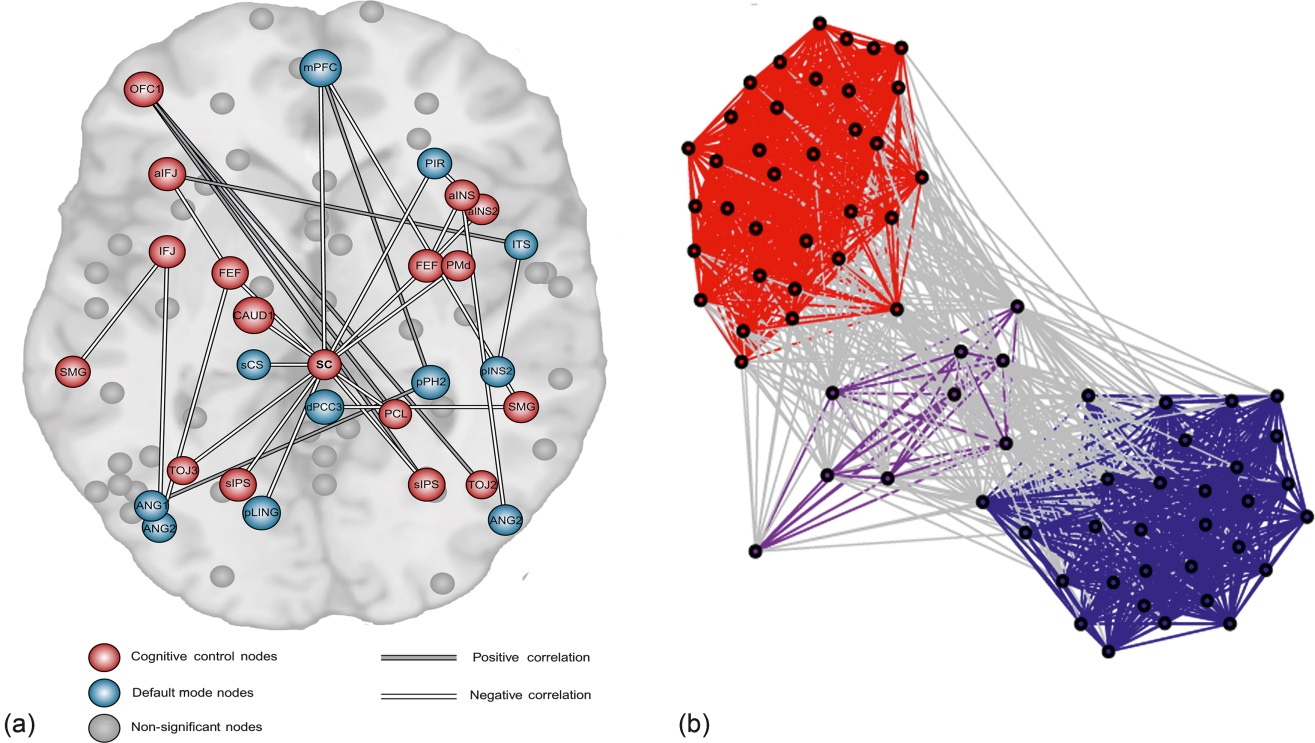 mPFC
OFC1
PIR
aIFJ
aINS
aINS2
IFJ
ITS
FEF
FEF
PMd
CAUD1
SMG
sCS
SC
pINS2
pPH2
dPCC3
PCL
SMG
TOJ3
sIPS
sIPS
TOJ2
ANG1
pLING
ANG2
ANG2
Cognitive control nodes
Positive correlation
Default mode nodes
Negative correlation
Non-significant nodes
(a)
(b)